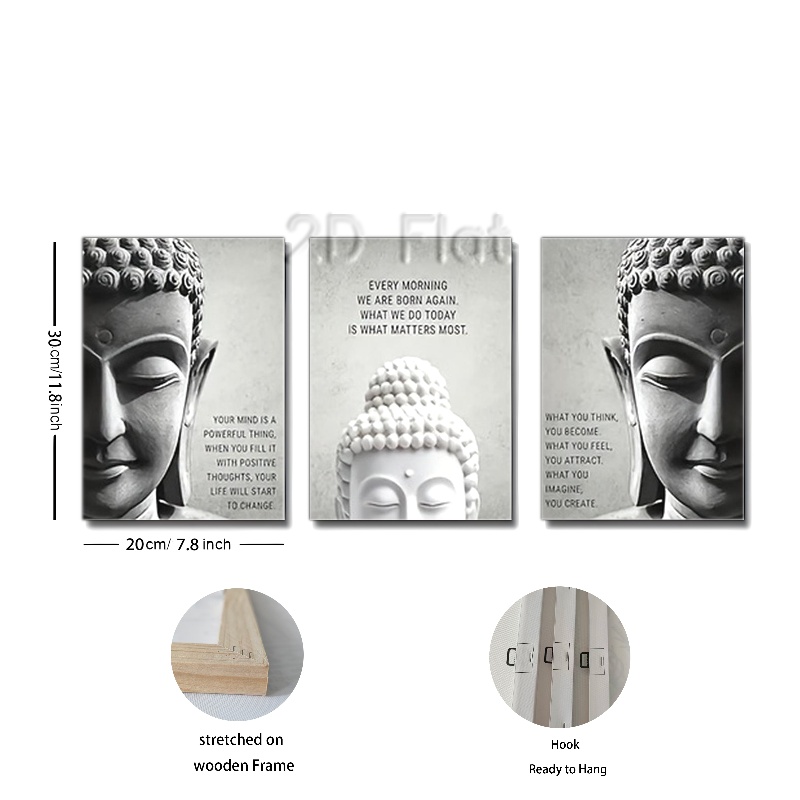 2D Flat
EVERY MORNING
WE ARE BORN AGAIN.
WHAT WE DO TODAY
IS WHAT MATTERS MOST.
YOUR MIND IS A
POWERFUL THING,
WHEN YOU FILL IT
WITH POSITIVE
THOUGHTS, YOUR
LIFE WILL START
TO CHANGE.
WHAT YOU THINK,
YOU BECOME.
WHAT YOU FEEL,
YOU ATTRACT.
WHAT YOU
IMAGINE,
YOU CREATE.
30cm/11.8inch
20cm/ 7.8 inch
stretched on
wooden Frame
Hook
Ready to Hang